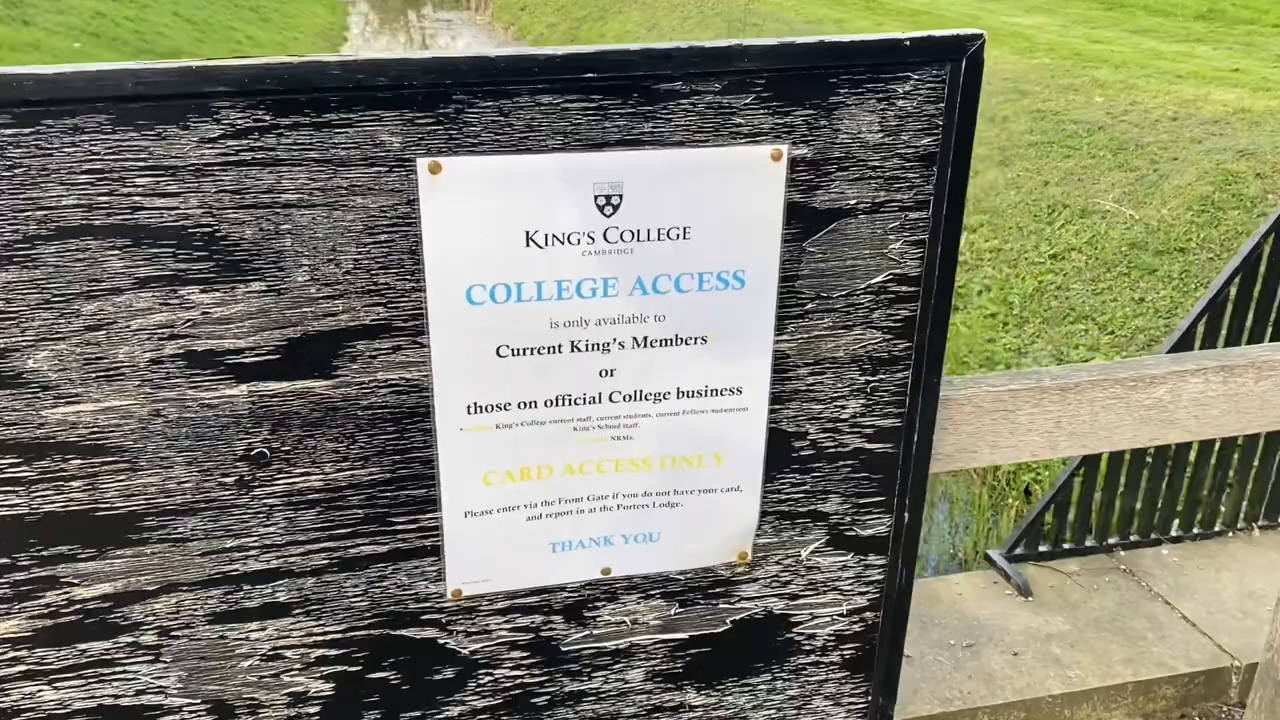 KING'S COLLEGE
CAMBRIDGE
COLLEGE ACCESS
is only available to
Current King's Members
or
those on official College business
King's College current staff, current students, current Fellows and current
King's School staff.
NRMs.
CARD ACCESS ONLY
Please enter via the Front Gate if you do not have your card,
and report in at the Porters Lodge.
THANK YOU